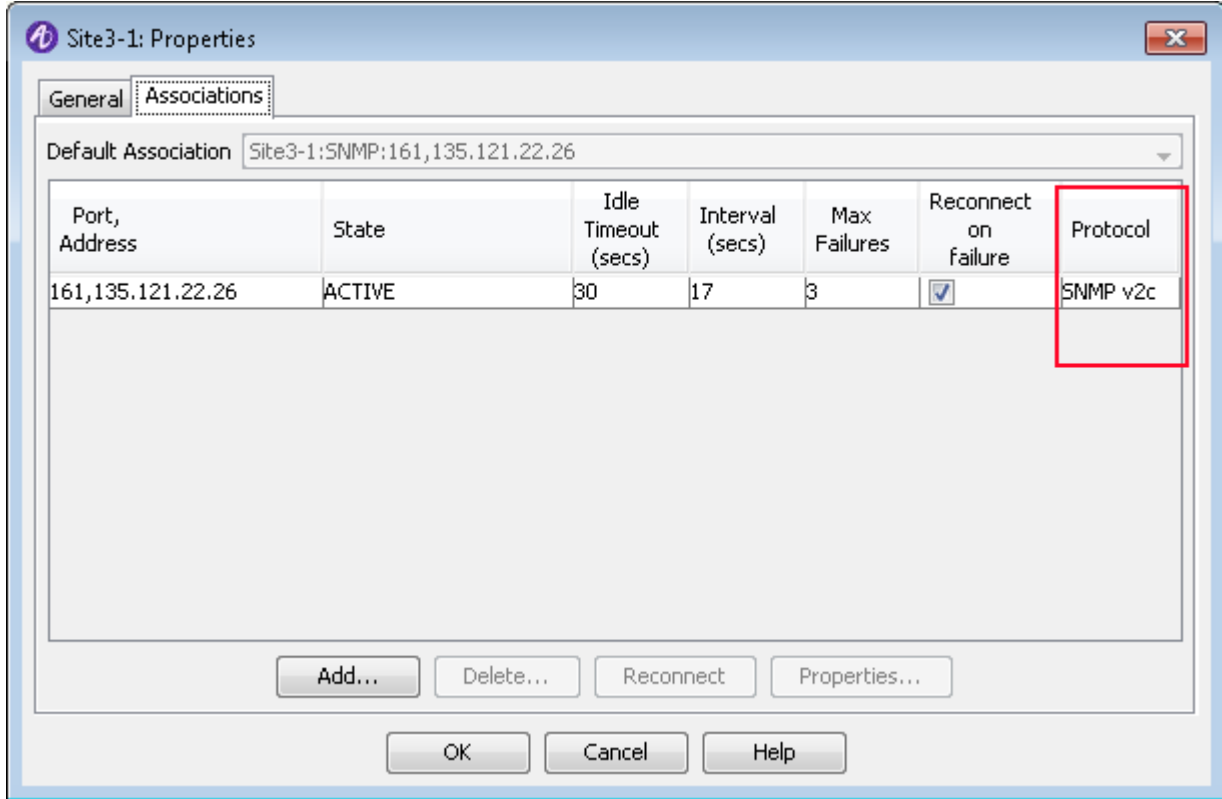 Site3-1: Properties
General
Associations
Default Association
Site3-1:SNMP:161,135.121.22.26
Port,
Address
State
Idle
Timeout
(secs)
Interval
(secs)
Max
Failures
Reconnect
on
failure
Protocol
161,135.121.22.26
ACTIVE
30
17
3
SNMP v2c
Add...
Delete...
Reconnect
Properties...
OK
Cancel
Help